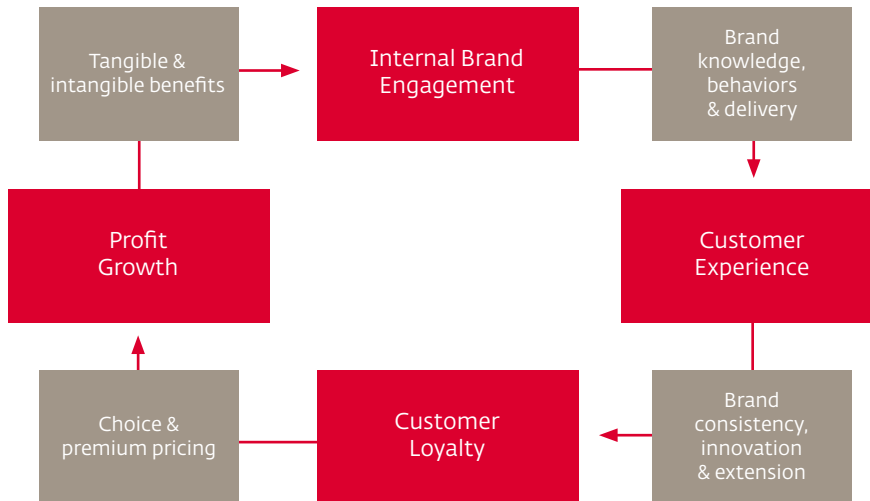 Tangible &
intangible benefits
Internal Brand
Engagement
Brand
knowledge,
behaviors
& delivery
Profit
Growth
Customer
Experience
Choice &
premium pricing
Customer
Loyalty
Brand
consistency,
innovation
& extension